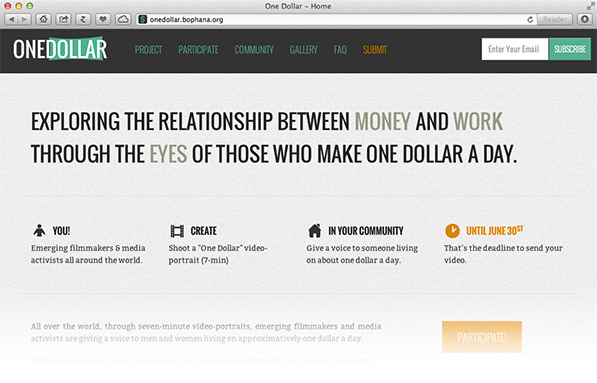 One Dollar – Home
onedollar.bophana.org
Reader
ONEDOLLAR
PROJECT PARTICIPATE COMMUNITY GALLERY FAQ SUBMIT
Enter Your Email SUBSCRIBE
EXPLORING THE RELATIONSHIP BETWEEN MONEY AND WORK
THROUGH THE EYES OF THOSE WHO MAKE ONE DOLLAR A DAY.
YOU!
Emerging filmmakers & media
activists all around the world.
CREATE
Shoot a "One Dollar" video-
portrait (7-min)
IN YOUR COMMUNITY
Give a voice to someone living
on about one dollar a day.
UNTIL JUNE 30ST
That's the deadline to send your
video.
All over the world, through seven-minute video-portraits, emerging filmmakers and media
activists are giving a voice to men and women living on approximatively one dollar a day.
PARTICIPATE!